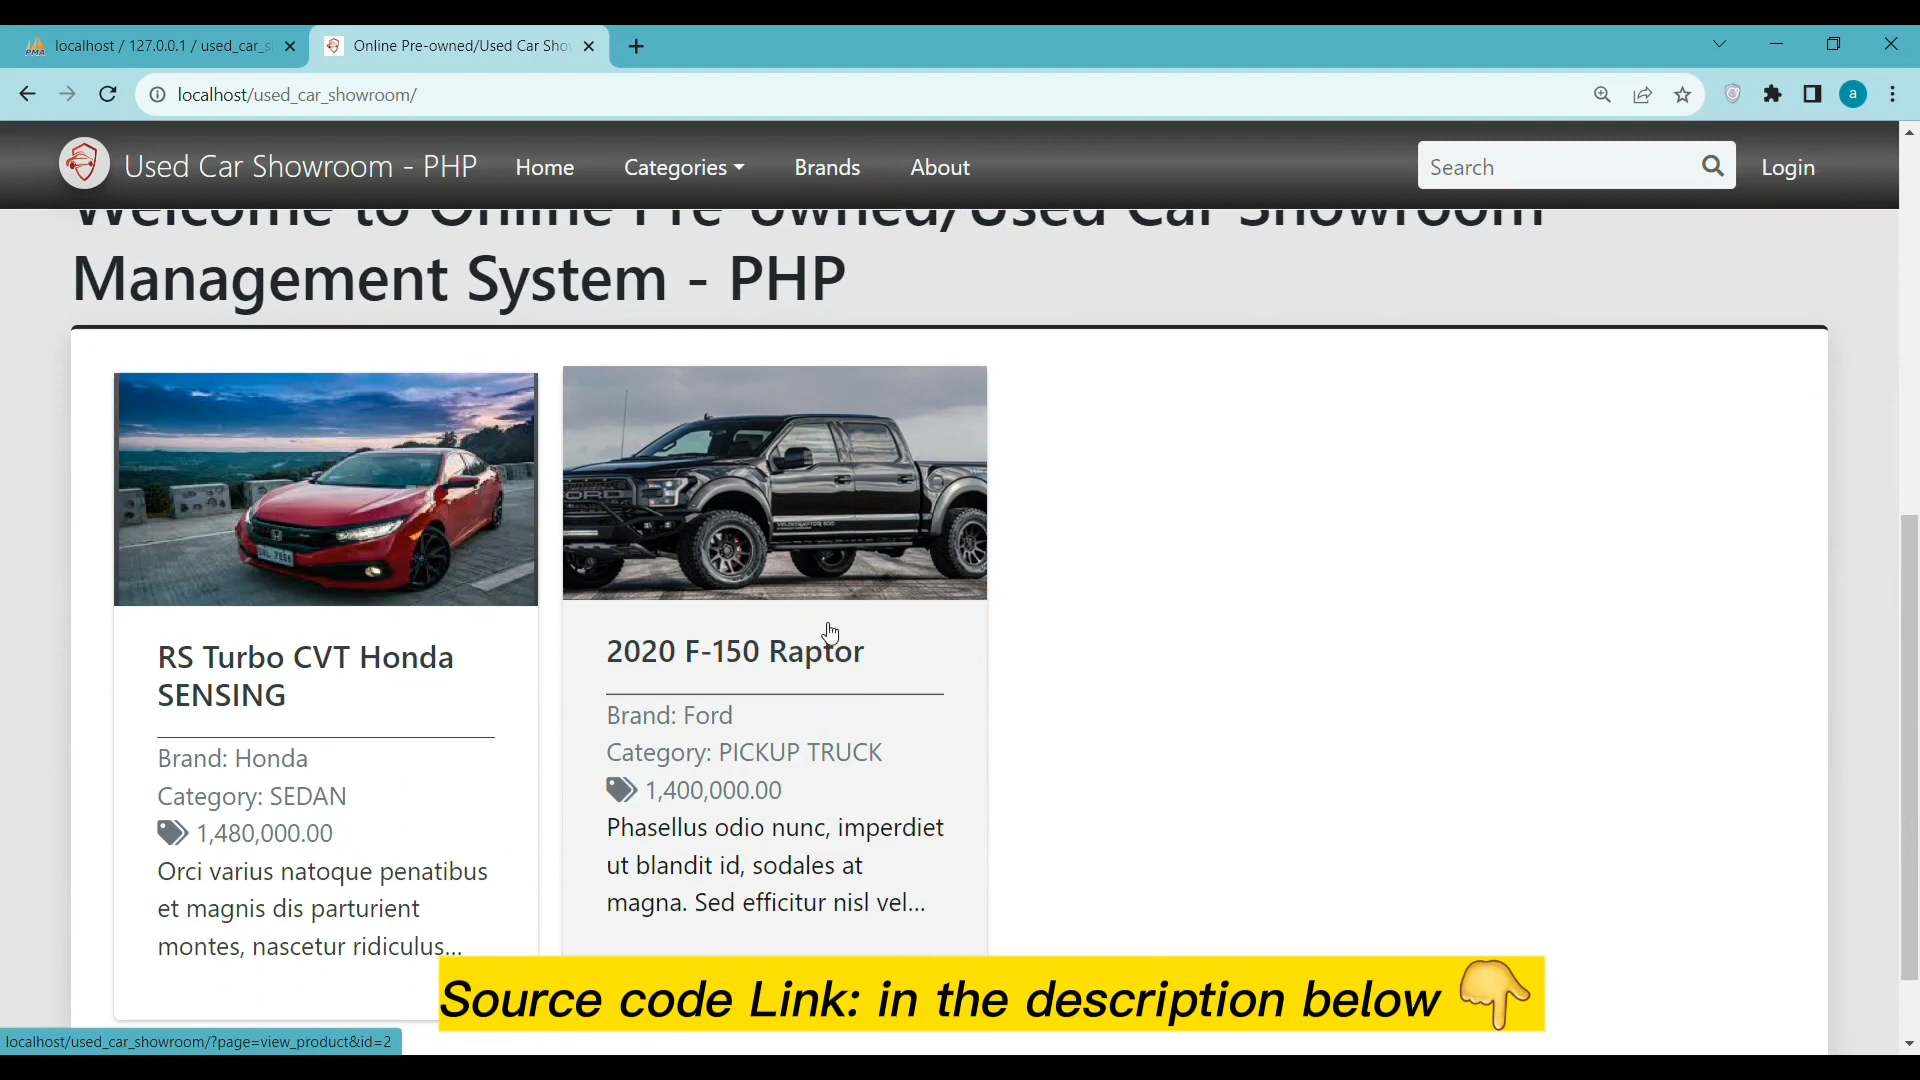 localhost / 127.0.0.1 / used_car_s
Online Pre-owned/Used Car Sho
localhost/used_car_showroom/
a
Used Car Showroom - PHP
Home
Categories
Brands
About
Search
Login
Welcome to Online Pre-owned/Used Car Showroom
Management System - PHP
RS Turbo CVT Honda
SENSING
Brand: Honda
Category: SEDAN
1,480,000.00
Orci varius natoque penatibus
et magnis dis parturient
montes, nascetur ridiculus...
2020 F-150 Raptor
Brand: Ford
Category: PICKUP TRUCK
1,400,000.00
Phasellus odio nunc, imperdiet
ut blandit id, sodales at
magna. Sed efficitur nisl vel...
Source code Link: in the description below
localhost/used_car_showroom/?page=view_product&id=2